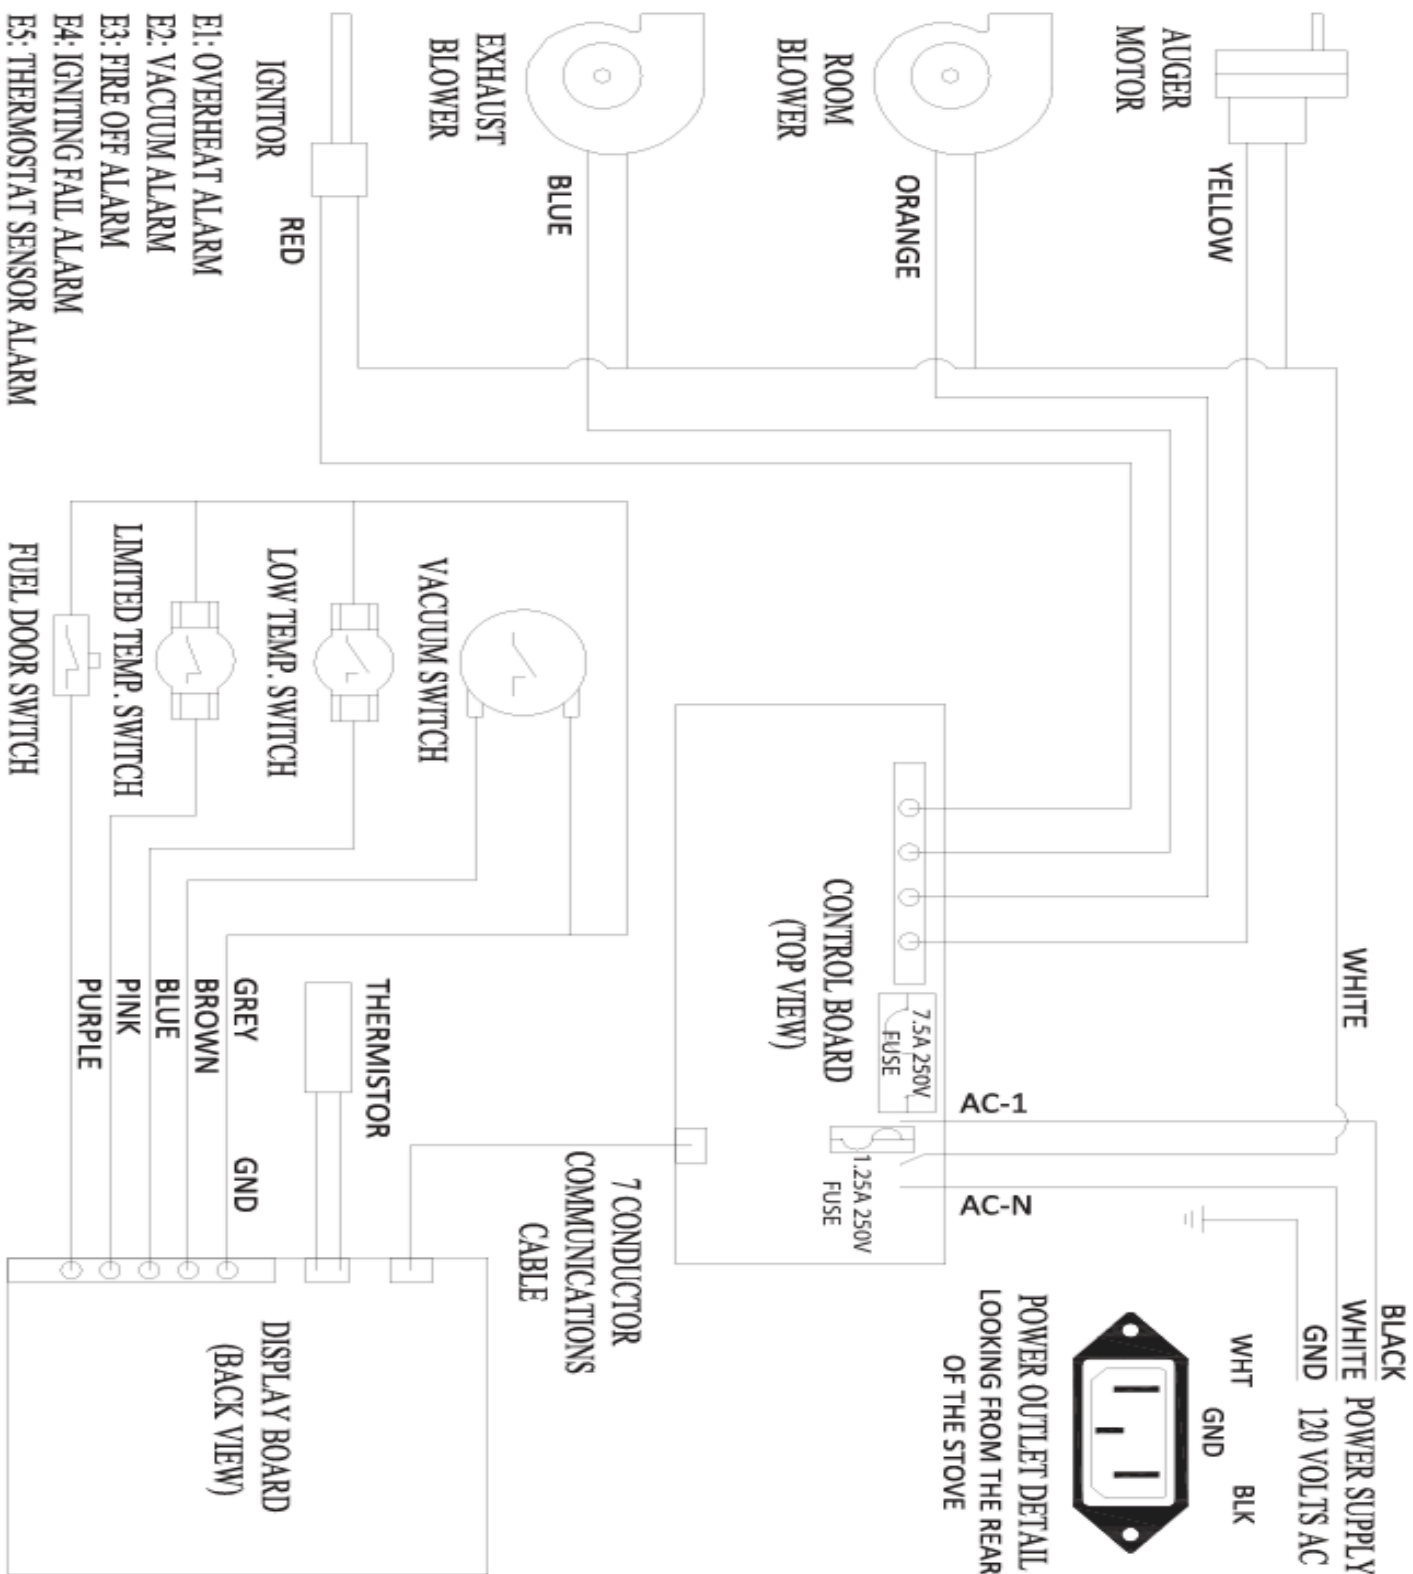 AUGER
MOTOR
YELLOW
ROOM
BLOWER
ORANGE
EXHAUST
BLOWER
BLUE
IGNITOR
RED
E1: OVERHEAT ALARM
E2: VACUUM ALARM
E3: FIRE OFF ALARM
E4: IGNITING FAIL ALARM
E5: THERMOSTAT SENSOR ALARM
WHITE
VACUUM SWITCH
LOW TEMP. SWITCH
LIMITED TEMP. SWITCH
FUEL DOOR SWITCH
CONTROL BOARD
(TOP VIEW)
7.5A 250V
FUSE
1.25A 250V
FUSE
AC-1
AC-N
BLACK
WHITE
GND
POWER SUPPLY
120 VOLTS AC
WHT
GND
BLK
POWER OUTLET DETAIL
LOOKING FROM THE REAR
OF THE STOVE
7 CONDUCTOR
COMMUNICATIONS
CABLE
THERMISTOR
GREY
GND
BROWN
BLUE
PINK
PURPLE
DISPLAY BOARD
(BACK VIEW)